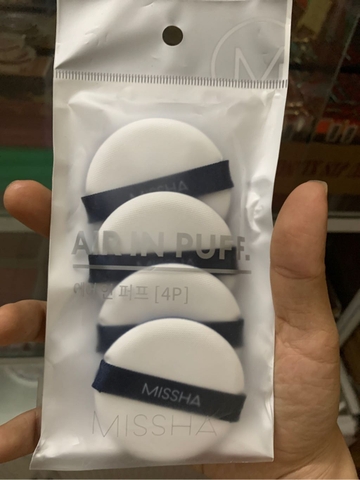 M
MISSHA
AIR IN PUFF.
에어인 퍼프 [4P]
MISSHA
MISSHA